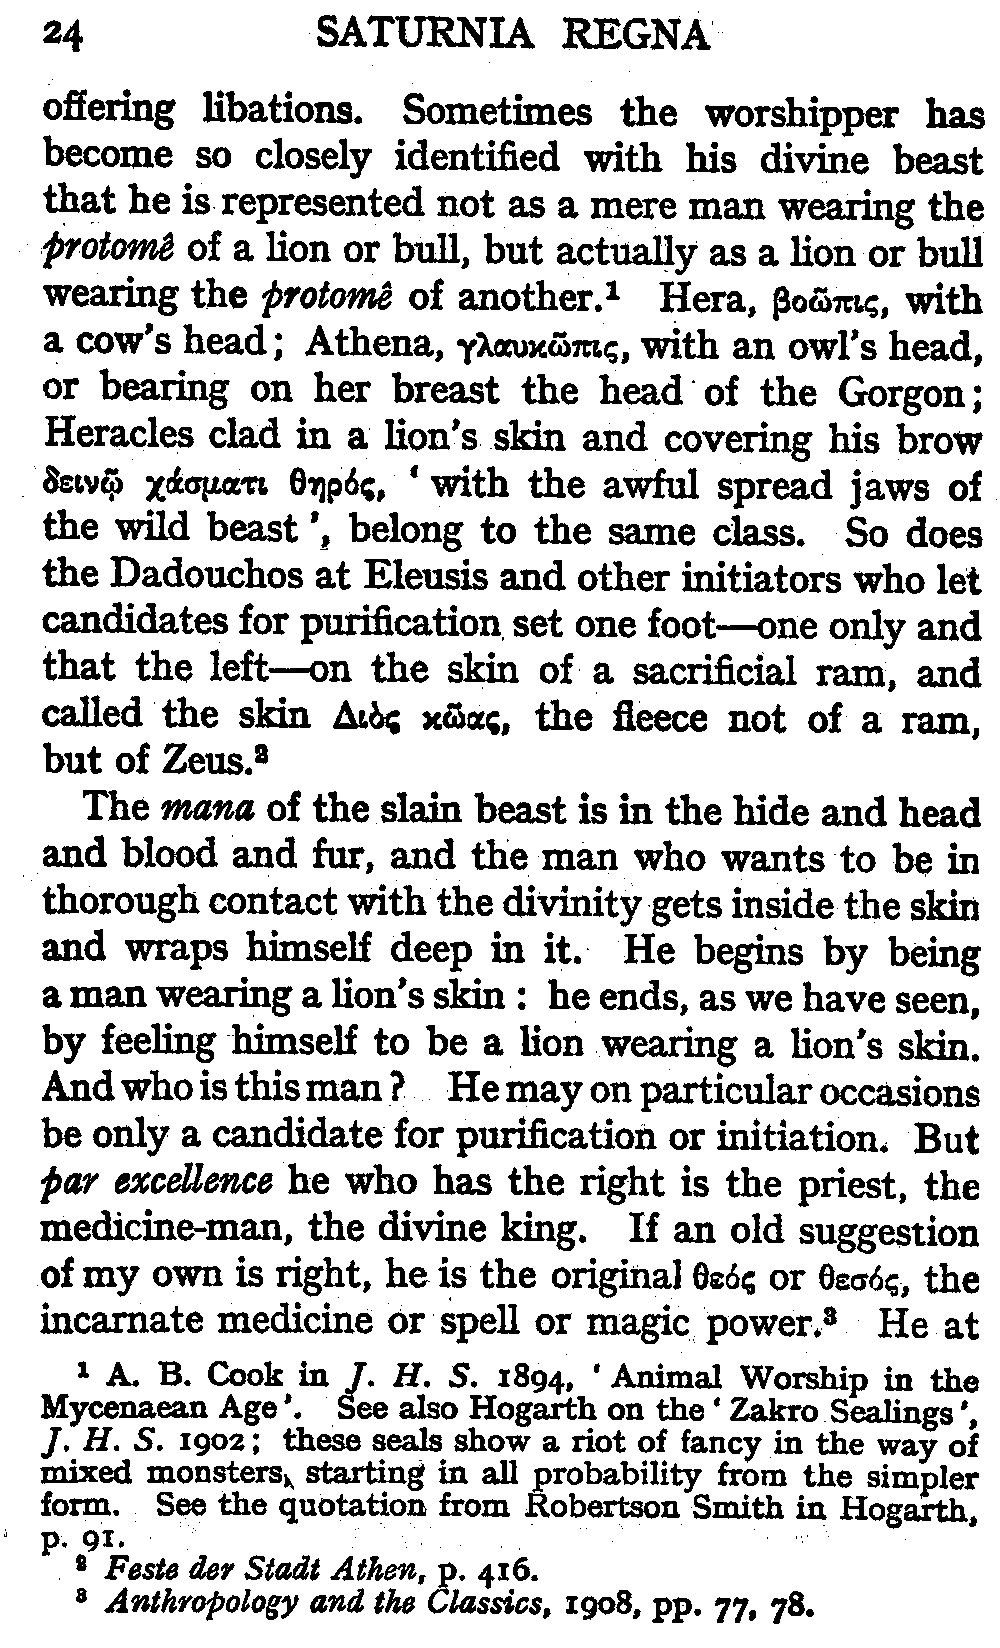 24 SATURNIA REGNA
offering libations. Sometimes the worshipper has
become so closely identified with his divine beast
that he is represented not as a mere man wearing the
protomê of a lion or bull, but actually as a lion or bull
wearing the protomê of another.¹ Hera, βοῶπις, with
a cow's head; Athena, γλαυκῶπις, with an owl's head,
or bearing on her breast the head of the Gorgon;
Heracles clad in a lion's skin and covering his brow
δεινῷ χάσματι θηρός, ‘ with the awful spread jaws of
the wild beast ’, belong to the same class. So does
the Dadouchos at Eleusis and other initiators who let
candidates for purification set one foot—one only and
that the left—on the skin of a sacrificial ram, and
called the skin Διὸς κῶας, the fleece not of a ram,
but of Zeus.²
The mana of the slain beast is in the hide and head
and blood and fur, and the man who wants to be in
thorough contact with the divinity gets inside the skin
and wraps himself deep in it. He begins by being
a man wearing a lion's skin : he ends, as we have seen,
by feeling himself to be a lion wearing a lion's skin.
And who is this man ? He may on particular occasions
be only a candidate for purification or initiation. But
par excellence he who has the right is the priest, the
medicine-man, the divine king. If an old suggestion
of my own is right, he is the original θεός or θεσός, the
incarnate medicine or spell or magic power.³ He at
¹ A. B. Cook in J. H. S. 1894, ‘ Animal Worship in the
Mycenaean Age ’. See also Hogarth on the ‘ Zakro Sealings ’,
J. H. S. 1902 ; these seals show a riot of fancy in the way of
mixed monsters, starting in all probability from the simpler
form. See the quotation from Robertson Smith in Hogarth,
p. 91.
² Feste der Stadt Athen, p. 416.
³ Anthropology and the Classics, 1908, pp. 77, 78.